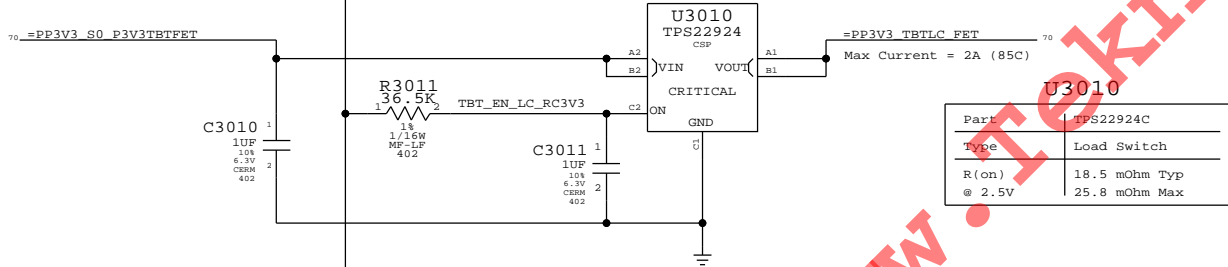 70 =PP3V3_S0_P3V3TBTFET
U3010
TPS22924
CSP
=PP3V3_TBTLC_FET 70
Max Current = 2A (85C)
A2
B2
VIN
VOUT
A1
B1
CRITICAL
R3011
36.5K
1 2
1%
1/16W
MF-LF
402
TBT_EN_LC_RC3V3
C2
ON
GND
C1
C3010
1UF
10%
6.3V
CERM
402
1
2
C3011
1UF
10%
6.3V
CERM
402
1
2
U3010
Part TPS22924C
Type Load Switch
R(on) 18.5 mOhm Typ
@ 2.5V 25.8 mOhm Max
w.Teki